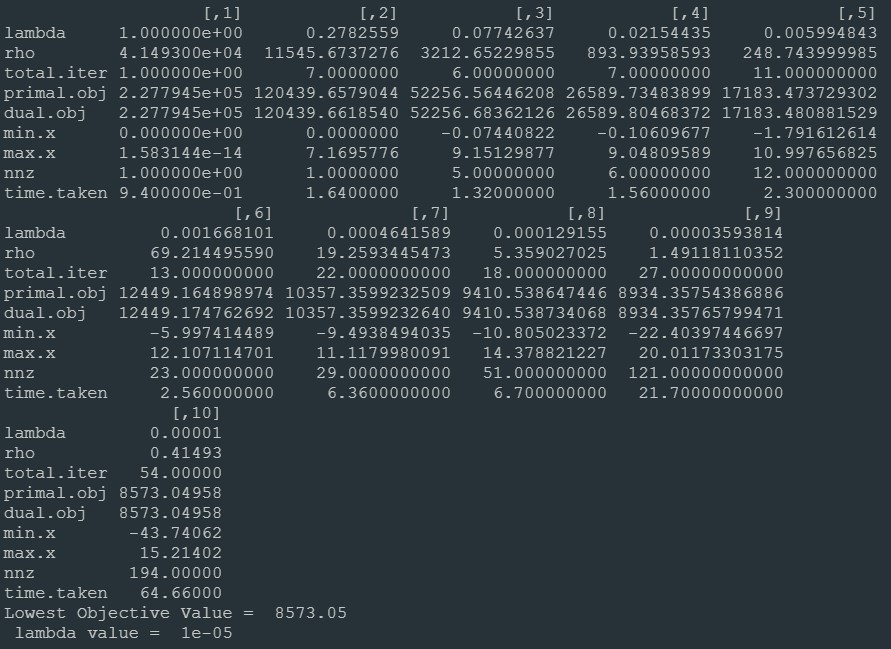 [,1]           [,2]           [,3]           [,4]            [,5]
lambda     1.000000e+00      0.2782559     0.07742637     0.02154435     0.005994843
rho        4.149300e+04  11545.6737276  3212.65229855   893.93958593   248.743999985
total.iter 1.000000e+00      7.0000000     6.00000000     7.00000000    11.000000000
primal.obj 2.277945e+05 120439.6579044 52256.56446208 26589.73483899 17183.473729302
dual.obj   2.277945e+05 120439.6618540 52256.68362126 26589.80468372 17183.480881529
min.x      0.000000e+00      0.0000000    -0.07440822    -0.10609677    -1.791612614
max.x      1.583144e-14      7.1695776     9.15129877     9.04809589    10.997656825
nnz        1.000000e+00      1.0000000     5.00000000     6.00000000    12.000000000
time.taken 9.400000e-01      1.6400000     1.32000000     1.56000000     2.300000000
                      [,6]             [,7]           [,8]             [,9]
lambda         0.001668101     0.0004641589    0.000129155    0.00003593814
rho           69.214495590    19.2593445473    5.359027025    1.49118110352
total.iter    13.000000000    22.0000000000   18.000000000   27.00000000000
primal.obj 12449.164898974 10357.3599232509 9410.538647446 8934.35754386886
dual.obj   12449.174762692 10357.3599232640 9410.538734068 8934.35765799471
min.x         -5.997414489    -9.4938494035  -10.805023372  -22.40397446697
max.x         12.107114701    11.1179980091   14.378821227   20.01173303175
nnz           23.000000000    29.0000000000   51.000000000  121.00000000000
time.taken     2.560000000     6.3600000000    6.700000000   21.70000000000
                [,10]
lambda        0.00001
rho           0.41493
total.iter   54.00000
primal.obj 8573.04958
dual.obj   8573.04958
min.x       -43.74062
max.x        15.21402
nnz         194.00000
time.taken   64.66000
Lowest Objective Value =  8573.05
 lambda value =  1e-05